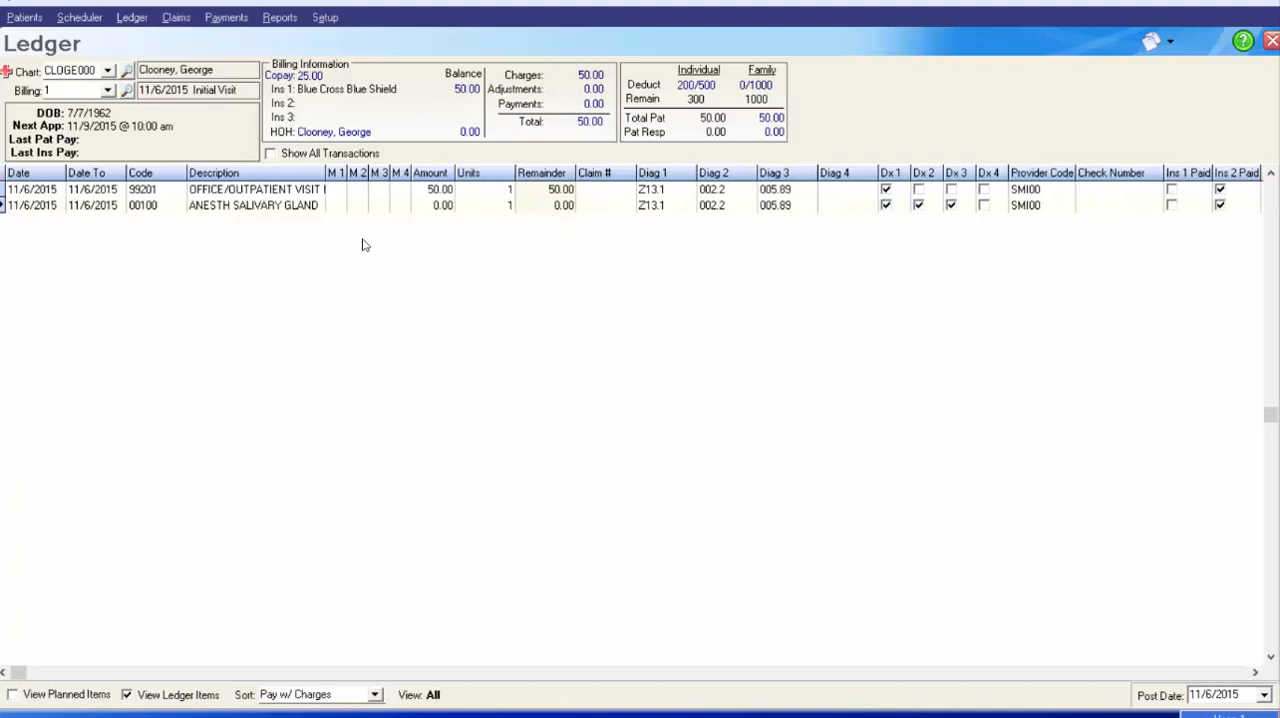 Patients Scheduler Ledger Claims Payments Reports Setup
Ledger
Chart: CLOGE000 Clooney, George
Billing: 1 11/6/2015 Initial Visit
DOB: 7/7/1962
Next App: 11/9/2015 @ 10:00 am
Last Pat Pay:
Last Ins Pay:
Billing Information
Copay: 25.00 Balance
Ins 1: Blue Cross Blue Shield 50.00
Ins 2:
Ins 3:
HOH: Clooney, George 0.00
Charges: 50.00
Adjustments: 0.00
Payments: 0.00
Total: 50.00
Individual Family
Deduct 200/500 0/1000
Remain 300 1000
Total Pat 50.00 50.00
Pat Resp 0.00 0.00
Show All Transactions
Date Date To Code Description M 1 M 2 M 3 M 4 Amount Units Remainder Claim # Diag 1 Diag 2 Diag 3 Diag 4 Dx 1 Dx 2 Dx 3 Dx 4 Provider Code Check Number Ins 1 Paid Ins 2 Paid
11/6/2015 11/6/2015 99201 OFFICE/OUTPATIENT VISIT 50.00 1 50.00 Z13.1 002.2 005.89 SMI00
11/6/2015 11/6/2015 00100 ANESTH SALIVARY GLAND 0.00 1 0.00 Z13.1 002.2 005.89 SMI00
View Planned Items View Ledger Items Sort: Pay w/ Charges View: All Post Date: 11/6/2015